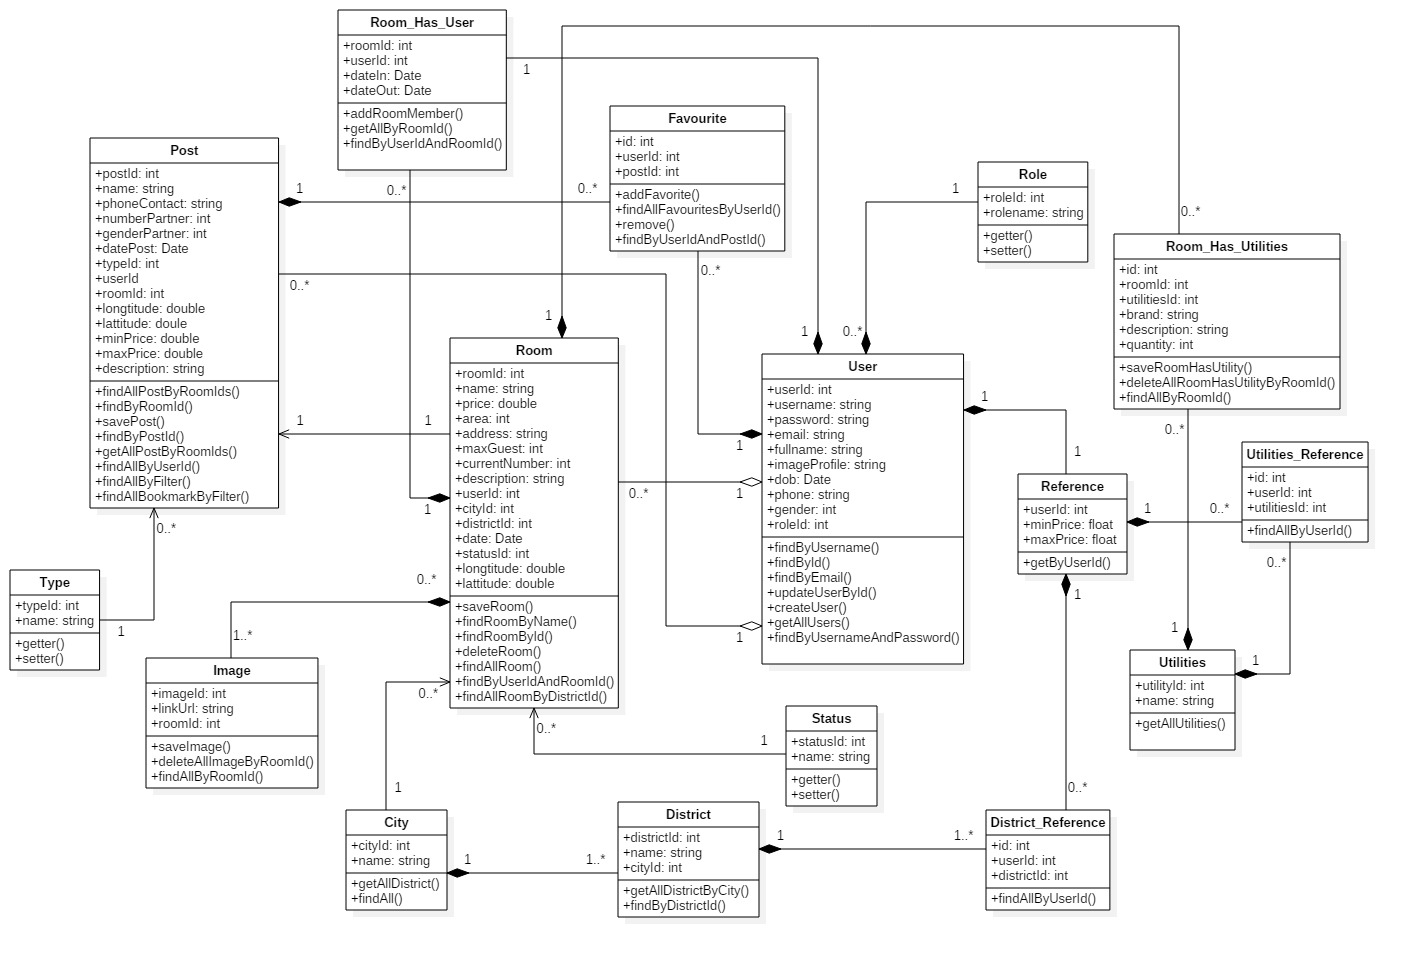 Room_Has_User
+roomId: int
+userId: int
+dateIn: Date
+dateOut: Date
+addRoomMember()
+getAllByRoomId()
+findByUserIdAndRoomId()
1
0..*
Favourite
+id: int
+userId: int
+postId: int
+addFavorite()
+findAllFavouritesByUserId()
+remove()
+findByUserIdAndPostId()
0..*
0..*
Post
+postId: int
+name: string
+phoneContact: string
+numberPartner: int
+genderPartner: int
+datePost: Date
+typeId: int
+userId
+roomId: int
+longtitude: double
+lattitude: doule
+minPrice: double
+maxPrice: double
+description: string
+findAllPostByRoomIds()
+findByRoomId()
+savePost()
+findByPostId()
+getAllPostByRoomIds()
+findAllByUserId()
+findAllByFilter()
+findAllBookmarkByFilter()
1
0..*
1
1
0..*
Role
+roleId: int
+rolename: string
+getter()
+setter()
1
0..*
Room_Has_Utilities
+id: int
+roomId: int
+utilitiesId: int
+brand: string
+description: string
+quantity: int
+saveRoomHasUtility()
+deleteAllRoomHasUtilityByRoomId()
+findAllByRoomId()
0..*
0..*
1
Room
+roomId: int
+name: string
+price: double
+area: int
+address: string
+maxGuest: int
+currentNumber: int
+description: string
+userId: int
+cityId: int
+districtId: int
+date: Date
+statusId: int
+longtitude: double
+lattitude: double
+saveRoom()
+findRoomByName()
+findRoomById()
+deleteRoom()
+findAllRoom()
+findByUserIdAndRoomId()
+findAllRoomByDistrictId()
1
0..*
0..*
0..*
0..*
1
User
+userId: int
+username: string
+password: string
+email: string
+fullname: string
+imageProfile: string
+dob: Date
+phone: string
+gender: int
+roleId: int
+findByUsername()
+findById()
+findByEmail()
+updateUserById()
+createUser()
+getAllUsers()
+findByUsernameAndPassword()
1
1
1
1
1
Reference
+userId: int
+minPrice: float
+maxPrice: float
+getByUserId()
1
1
0..*
Utilities_Reference
+id: int
+userId: int
+utilitiesId: int
+findAllByUserId()
0..*
Type
+typeId: int
+name: string
+getter()
+setter()
1
1..*
Image
+imageId: int
+linkUrl: string
+roomId: int
+saveImage()
+deleteAllImageByRoomId()
+findAllByRoomId()
1
1
Utilities
+utilityId: int
+name: string
+getAllUtilities()
Status
+statusId: int
+name: string
+getter()
+setter()
1
1
City
+cityId: int
+name: string
+getAllDistrict()
+findAll()
1
1..*
District
+districtId: int
+name: string
+cityId: int
+getAllDistrictByCity()
+findByDistrictId()
1
1..*
0..*
District_Reference
+id: int
+userId: int
+districtId: int
+findAllByUserId()